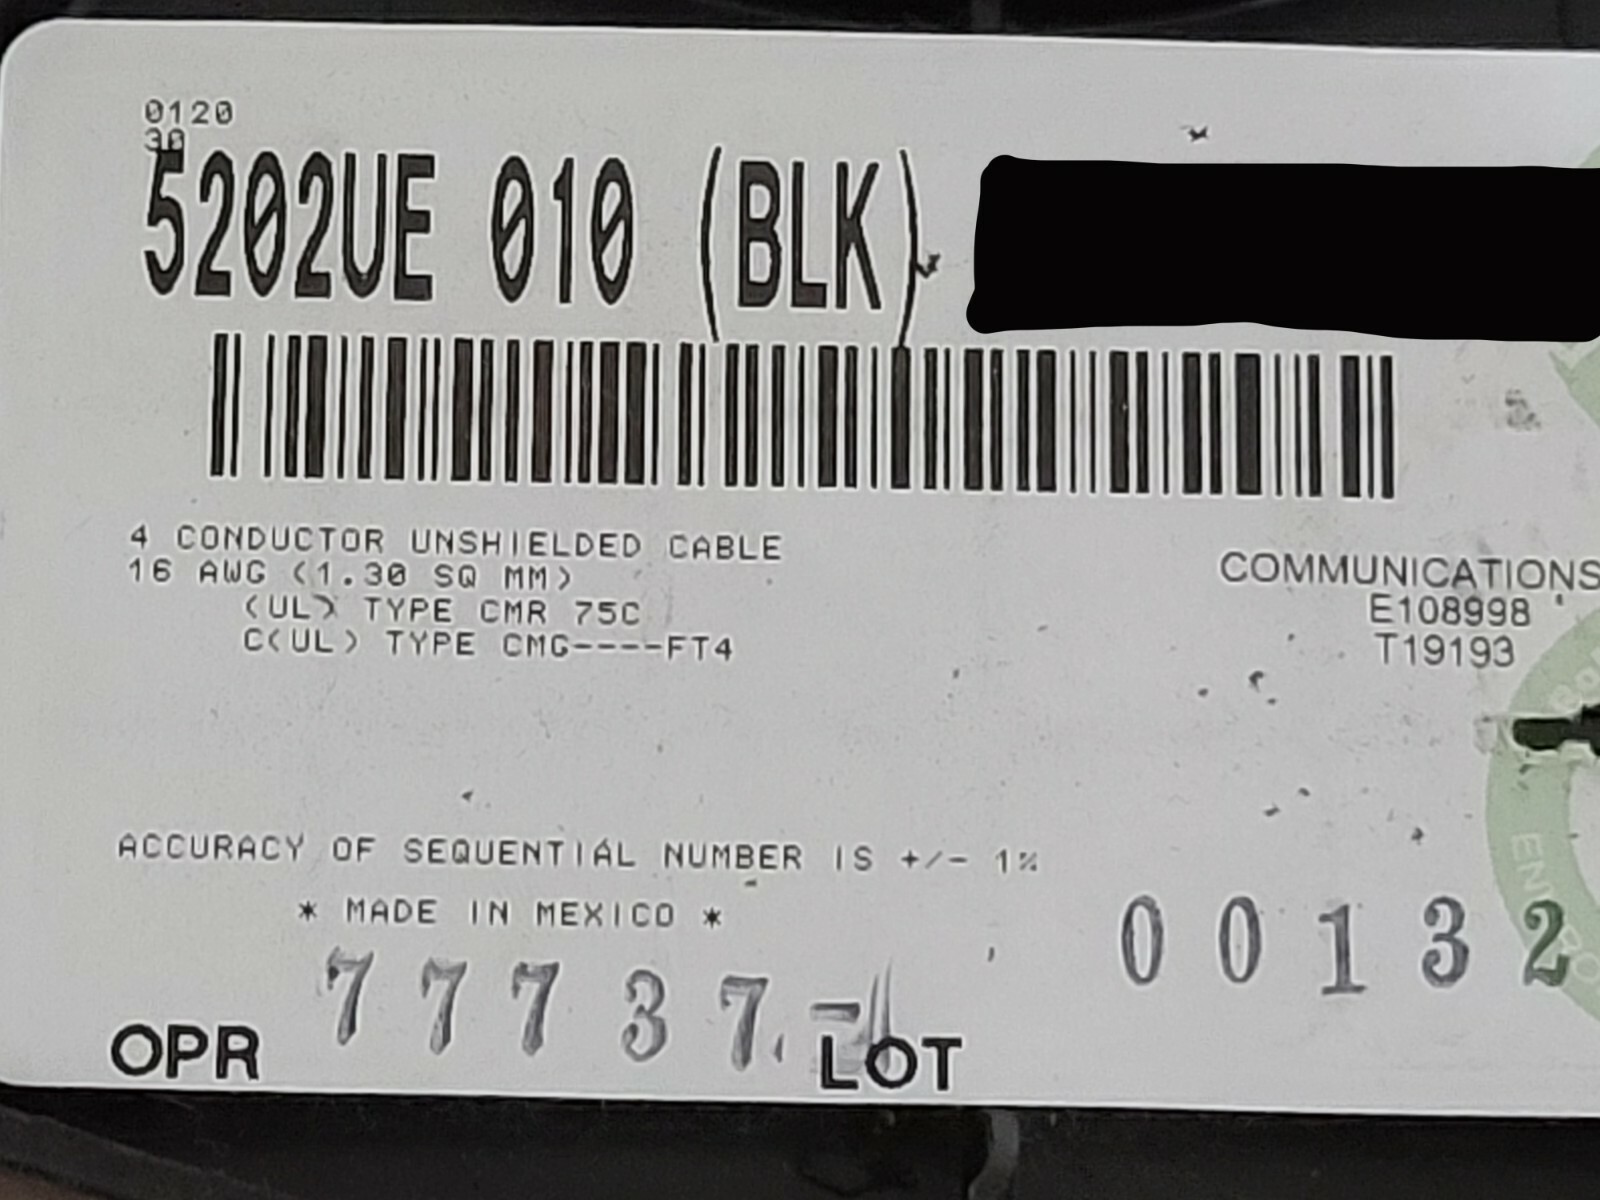 0120
30
5202UE 010 (BLK)
4 CONDUCTOR UNSHIELDED CABLE
16 AWG (1.30 SQ MM)
(UL) TYPE CMR 75C
C(UL) TYPE CMG----FT4
COMMUNICATIONS
E108998
T19193
ACCURACY OF SEQUENTIAL NUMBER IS +/- 1%
* MADE IN MEXICO *
00132
OPR 77737- LOT